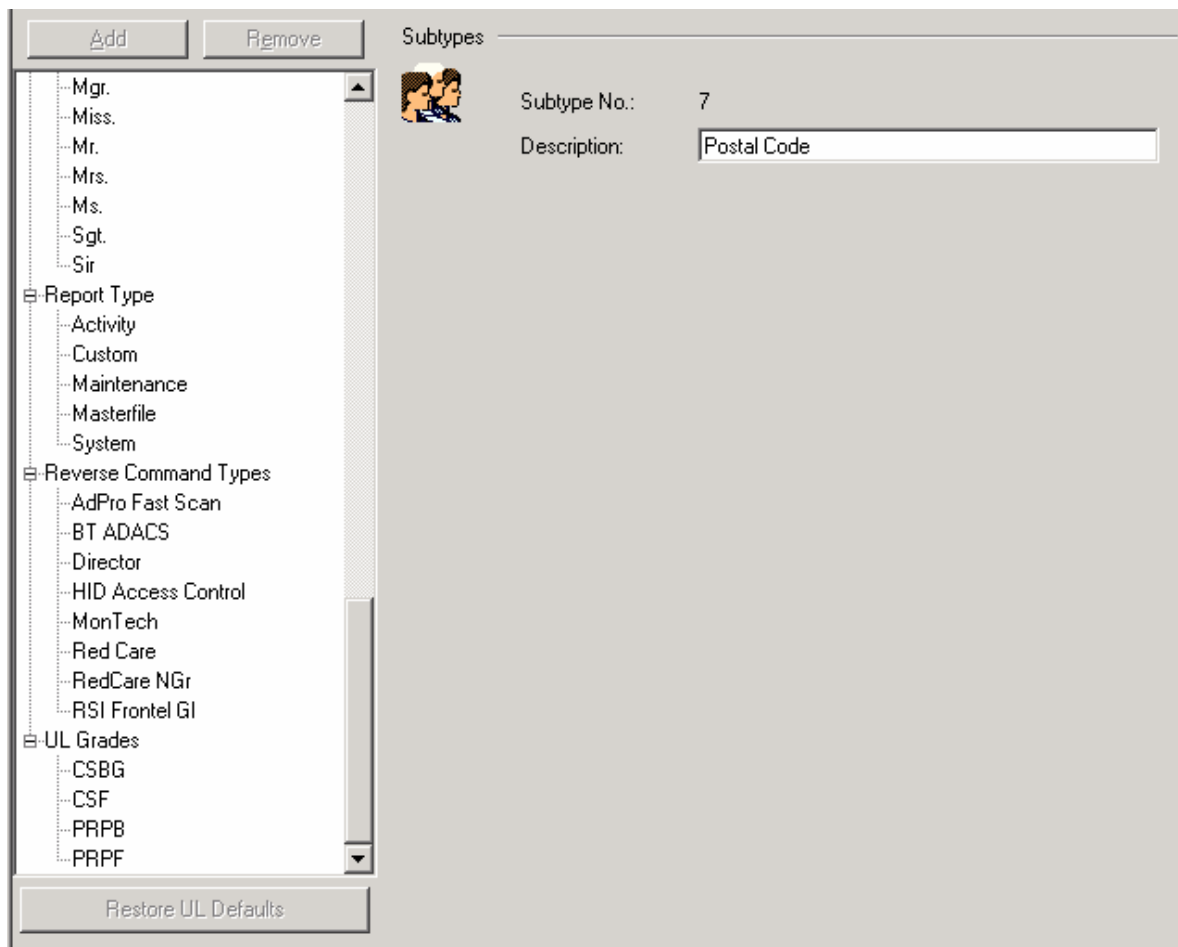 Add Remove
Mgr.
Miss.
Mr.
Mrs.
Ms.
Sgt.
Sir
Report Type
Activity
Custom
Maintenance
Masterfile
System
Reverse Command Types
AdPro Fast Scan
BT ADACS
Director
HID Access Control
MonTech
Red Care
RedCare NGr
RSI Frontel GI
UL Grades
CSBG
CSF
PRPB
PRPF
Restore UL Defaults
Subtypes
Subtype No.: 7
Description: Postal Code